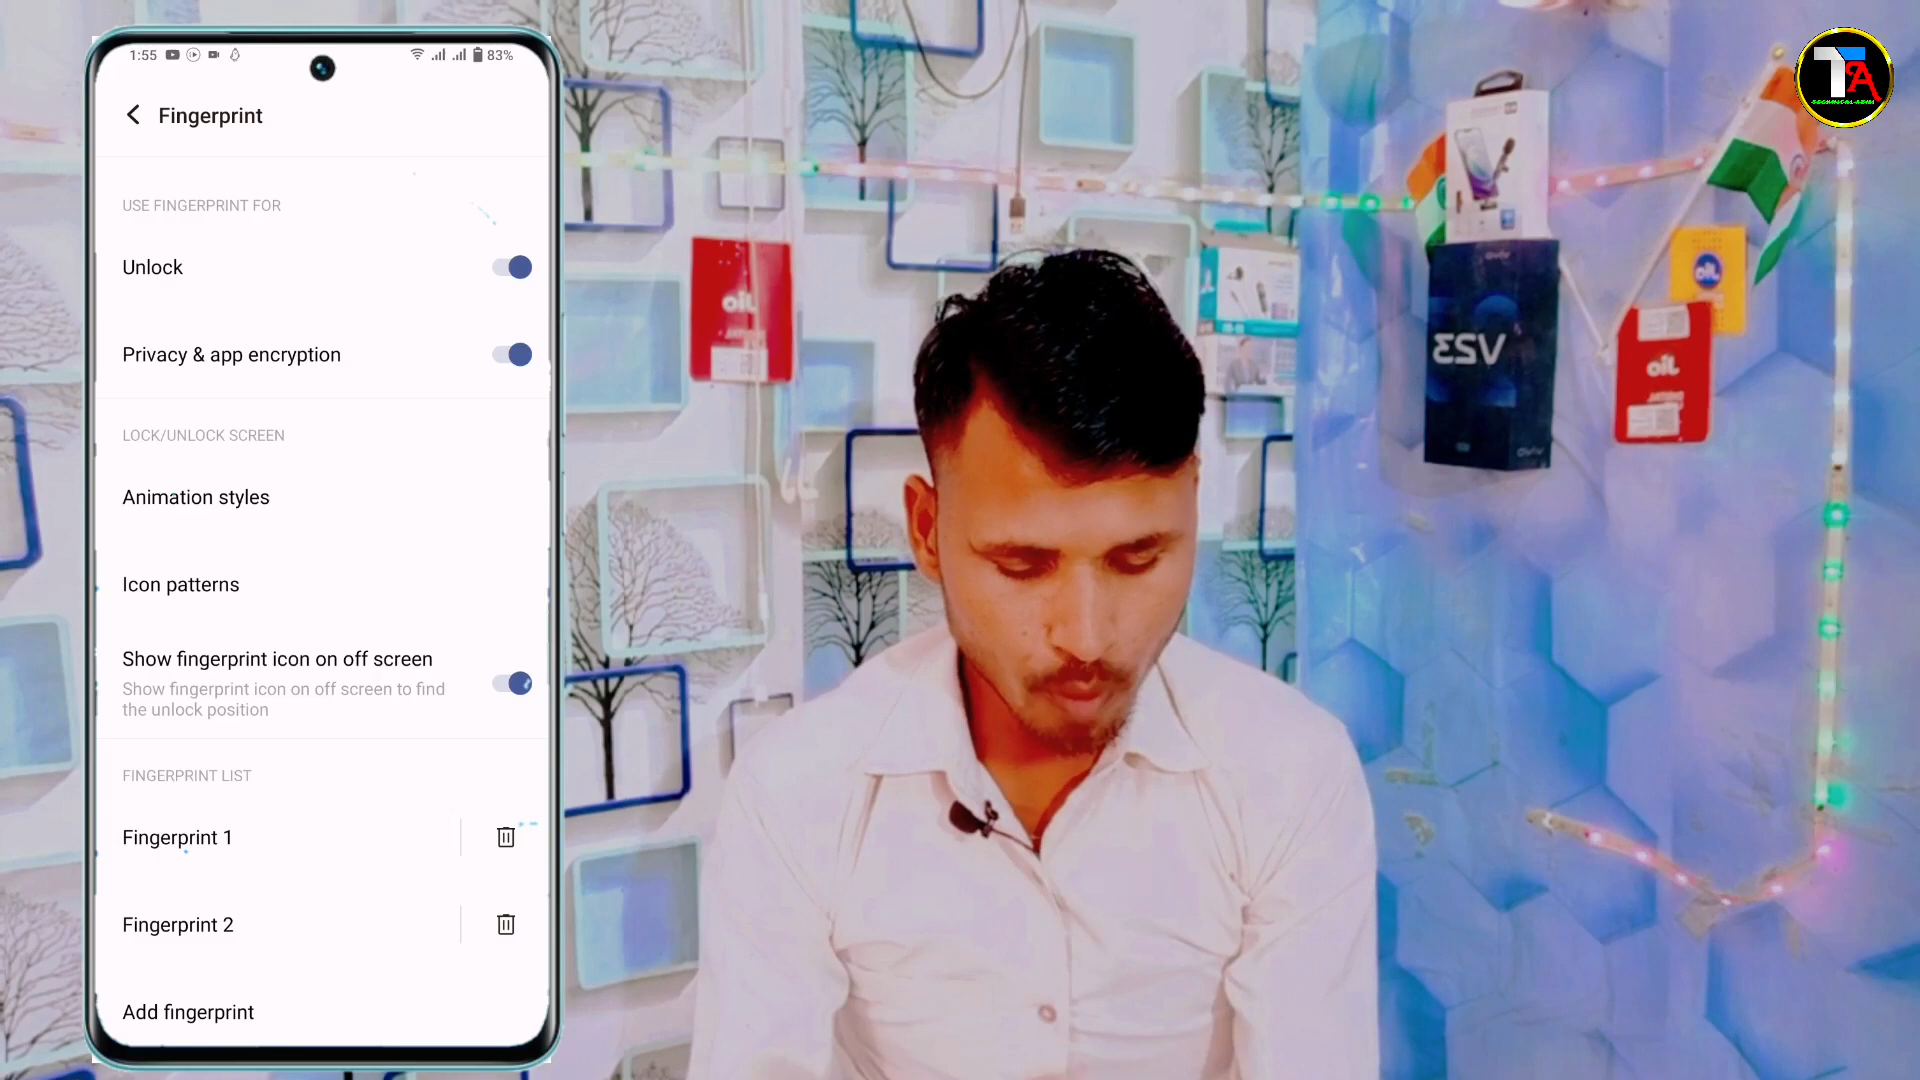 1:55
83%
Fingerprint
USE FINGERPRINT FOR
Unlock
Privacy & app encryption
LOCK/UNLOCK SCREEN
Animation styles
Icon patterns
Show fingerprint icon on off screen
Show fingerprint icon on off screen to find
the unlock position
FINGERPRINT LIST
Fingerprint 1
Fingerprint 2
Add fingerprint
TA
V23